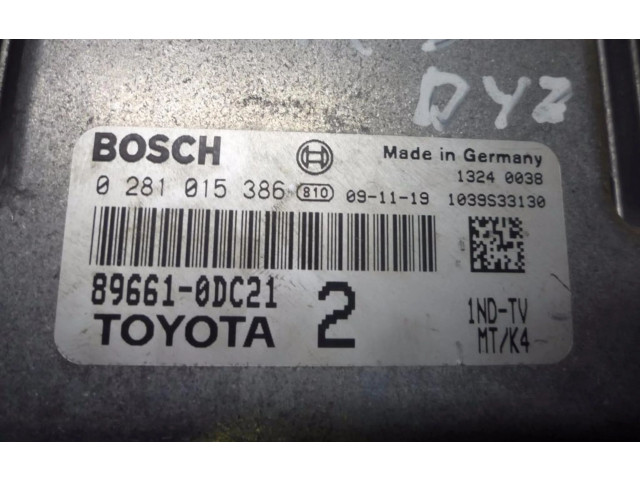 QYZ
BOSCH
Made in Germany
1324 0038
0 281 015 386 810 09-11-19 1039S33130
89661-0DC21
2
1ND-TV
TOYOTA
MT/K4